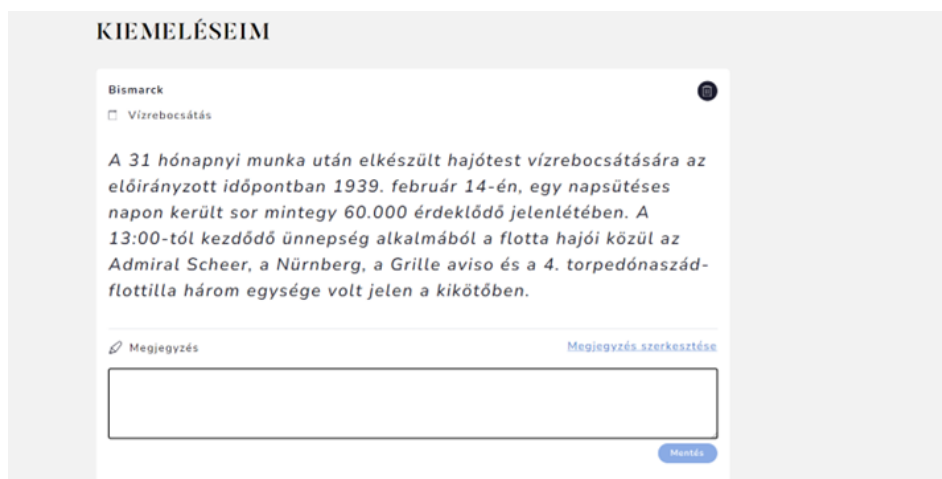 KIEMELÉSEIM
Bismarck
Vízrebocsátás
A 31 hónapnyi munka után elkészült hajótest vízrebocsátására az
előirányzott időpontban 1939. február 14-én, egy napsütéses
napon került sor mintegy 60.000 érdeklődő jelenlétében. A
13:00-tól kezdődő ünnepség alkalmából a flotta hajói közül az
Admiral Scheer, a Nürnberg, a Grille aviso és a 4. torpedónaszád-
flottilla három egysége volt jelen a kikötőben.
Megjegyzés
Megjegyzés szerkesztése
Mentés